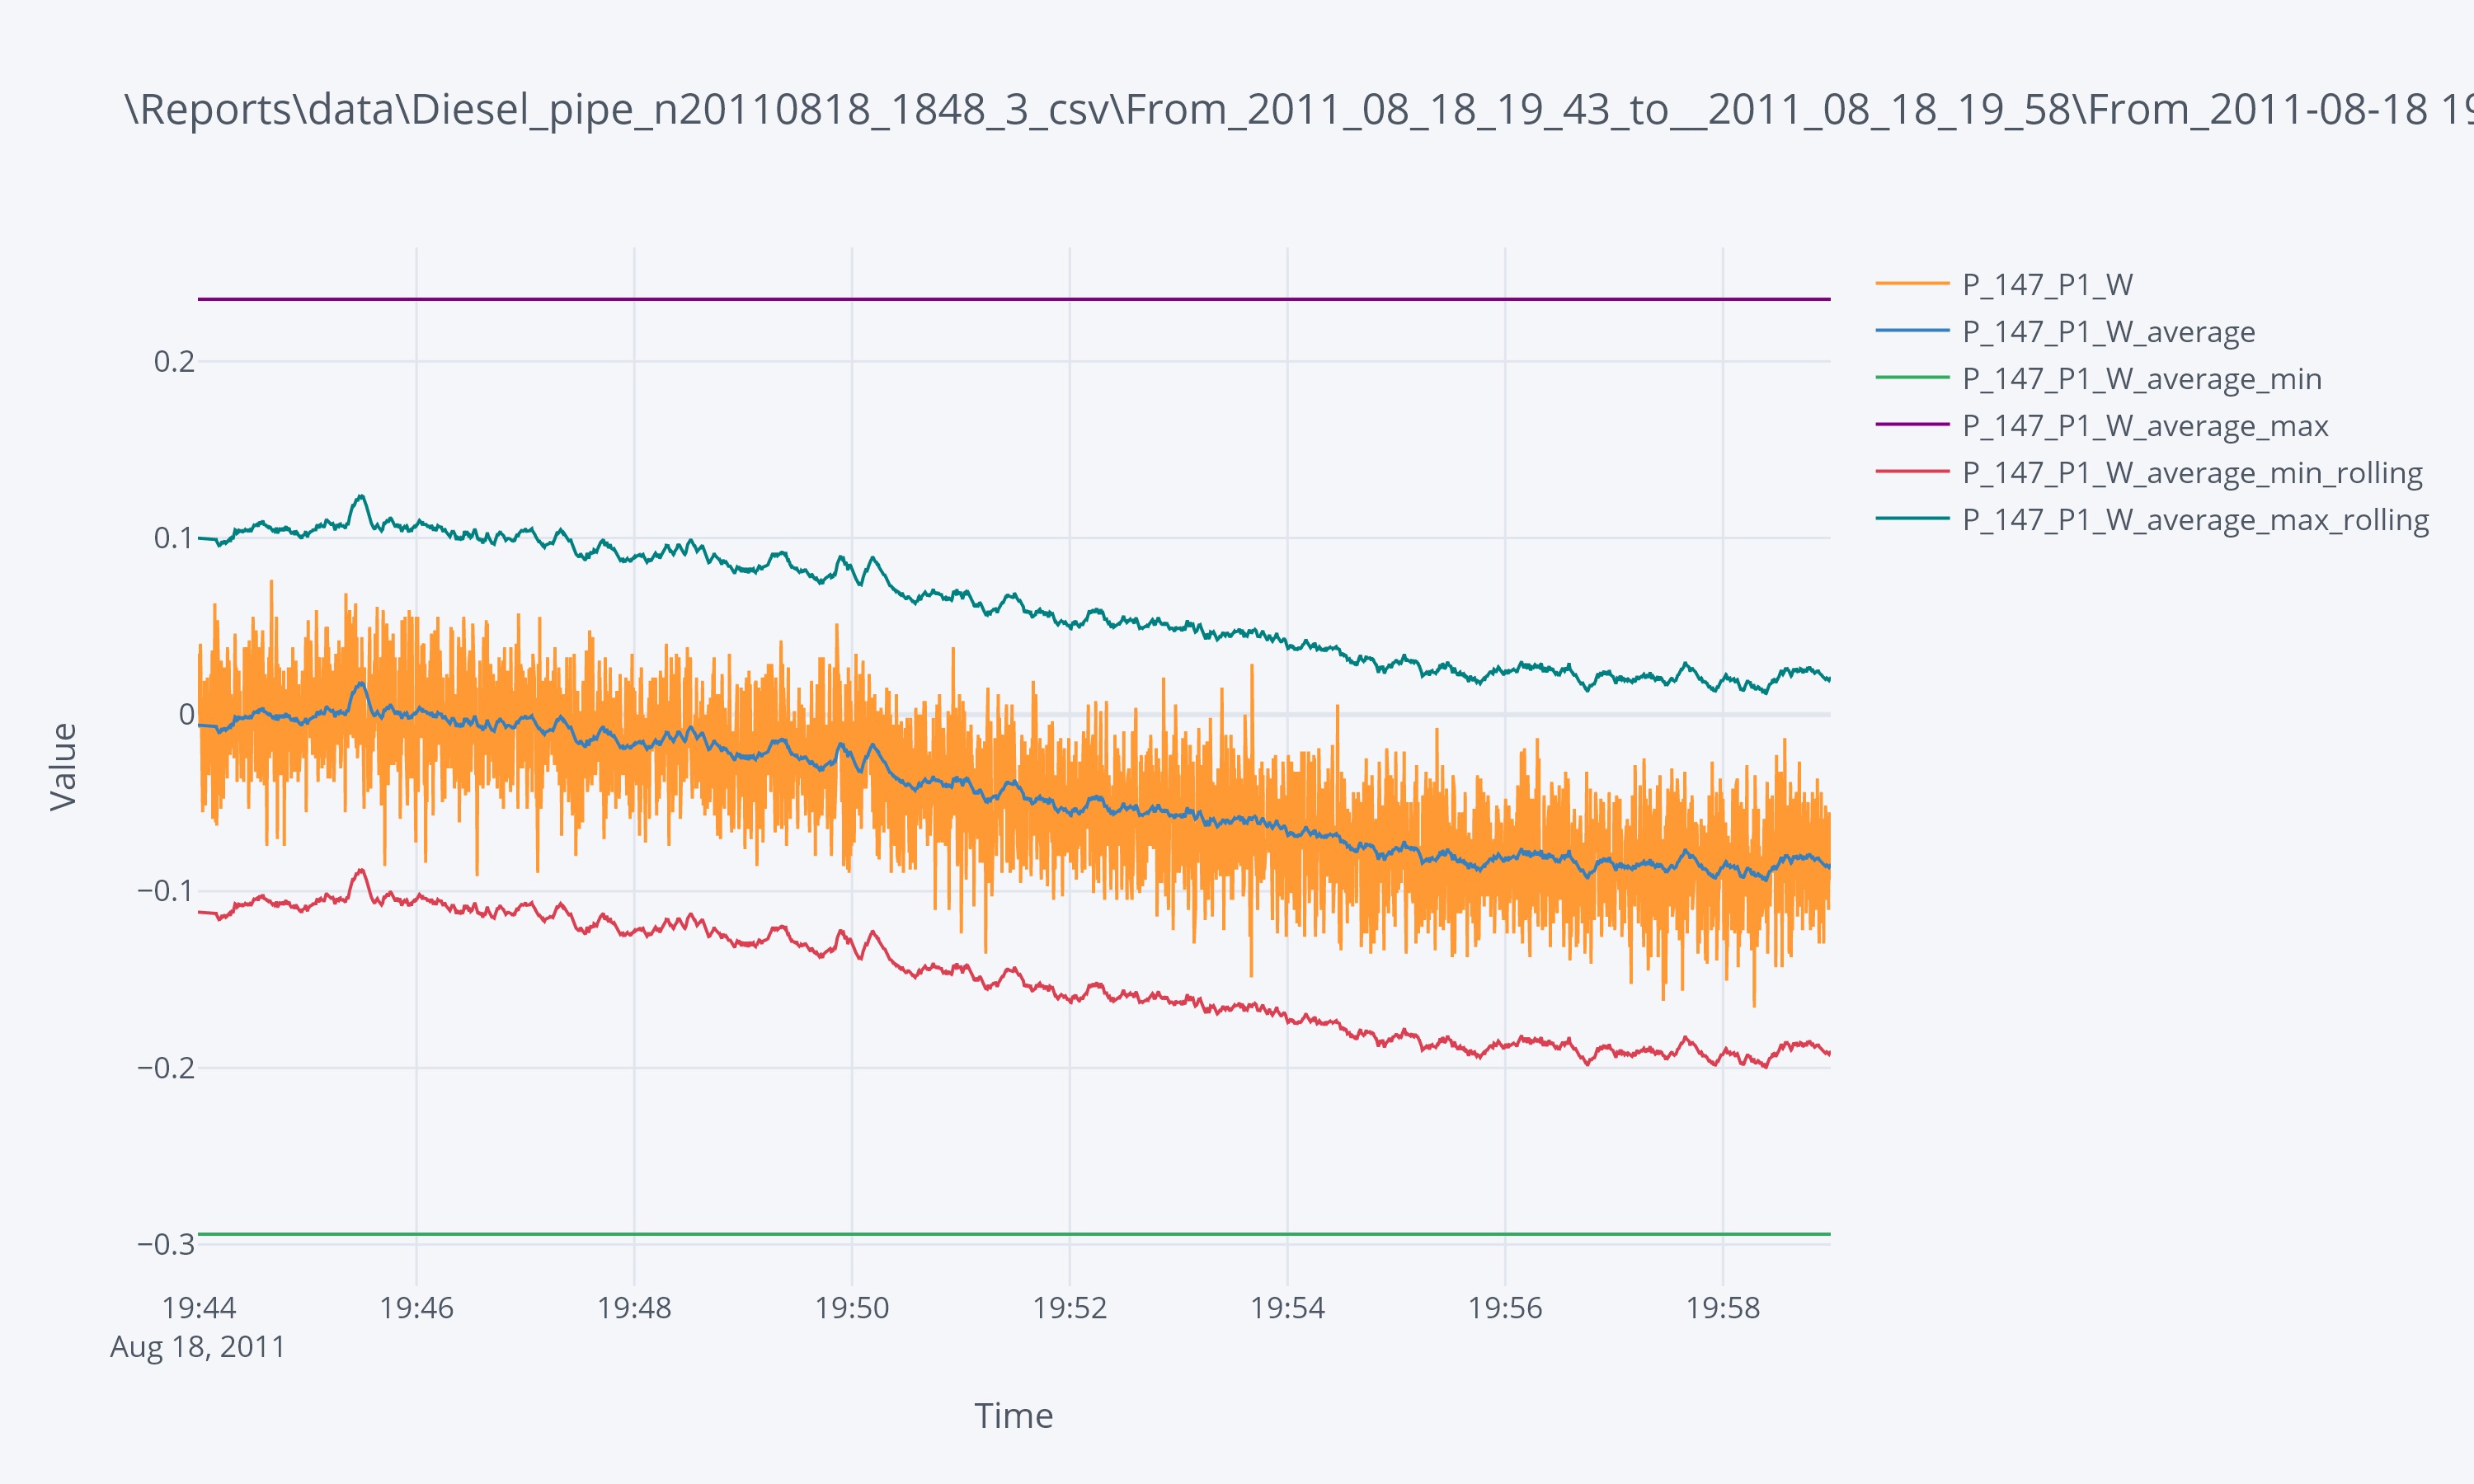 \Reports\data\Diesel_pipe_n20110818_1848_3_csv\From_2011_08_18_19_43_to__2011_08_18_19_58\From_2011-08-18 19
P_147_P1_W
P_147_P1_W_average
P_147_P1_W_average_min
P_147_P1_W_average_max
P_147_P1_W_average_min_rolling
P_147_P1_W_average_max_rolling
Value
0.2
0.1
0
−0.1
−0.2
−0.3
19:44 19:46 19:48 19:50 19:52 19:54 19:56 19:58
Aug 18, 2011
Time